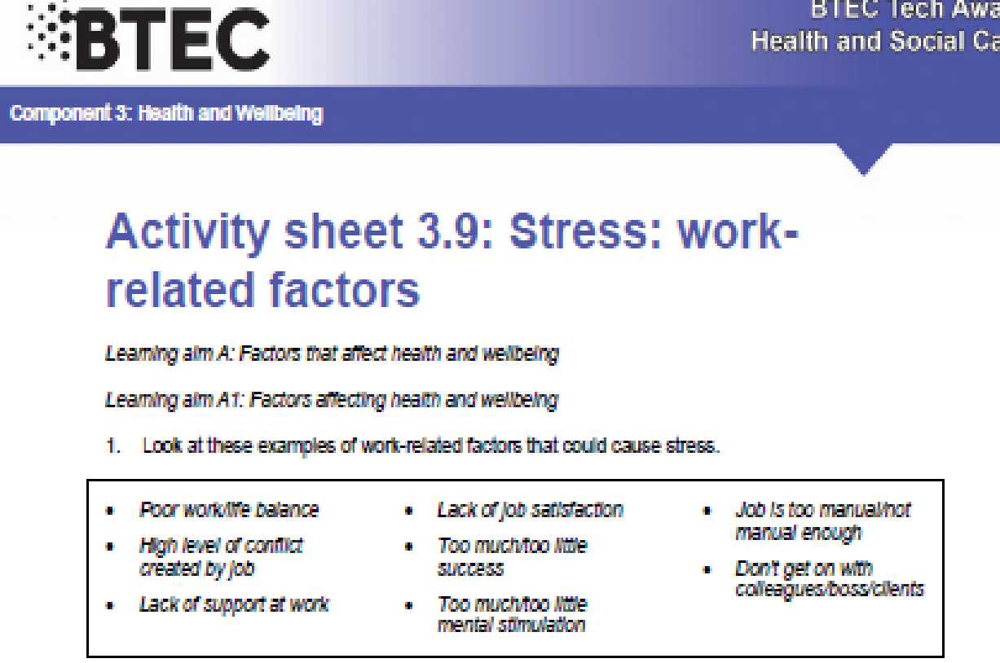 BTEC
BTEC Tech Awa
Health and Social Ca
Component 3: Health and Wellbeing
Activity sheet 3.9: Stress: work-
related factors
Learning aim A: Factors that affect health and wellbeing
Learning aim A1: Factors affecting health and wellbeing
1. Look at these examples of work-related factors that could cause stress.
• Poor work/life balance
• High level of conflict
created by job
• Lack of support at work
• Lack of job satisfaction
• Too much/too little
success
• Too much/too little
mental stimulation
• Job is too manual/not
manual enough
• Don't get on with
colleagues/boss/clients